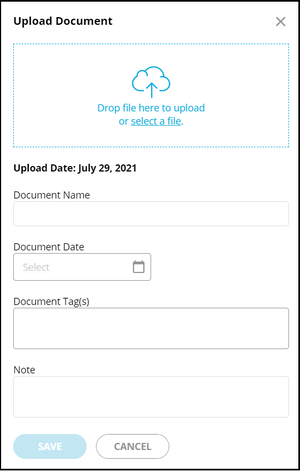 Upload Document
Drop file here to upload
or select a file.
Upload Date: July 29, 2021
Document Name
Document Date
Select
Document Tag(s)
Note
SAVE
CANCEL